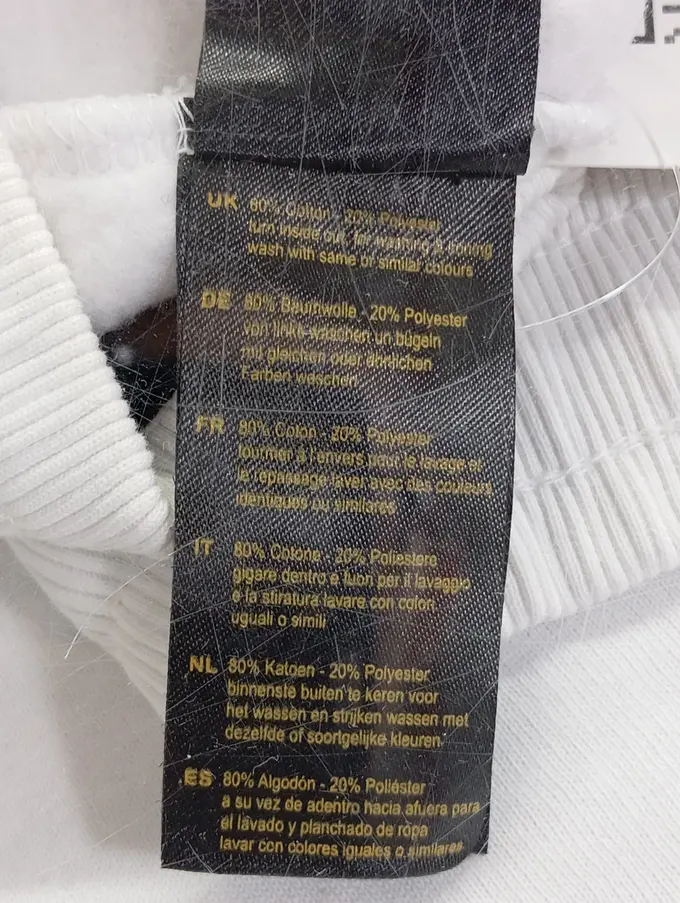 UK 80% Cotton - 20% Polyester
turn inside out for washing & ironing
wash with same or similar colours
DE 80% Baumwolle - 20% Polyester
von links waschen un bügeln
mit gleichen oder ähnlichen
Farben waschen
FR 80% Coton - 20% Polyester
tourner à l'envers pour le lavage et
le repassage laver avec des couleurs
identiques ou similaires
IT 80% Cotone - 20% Poliestere
gigare dentro e fuori per il lavaggio
e la stiratura lavare con colori
uguali o simili
NL 80% Katoen - 20% Polyester
binnenste buiten te keren voor
het wassen en strijken wassen met
dezelfde of soortgelijke kleuren
ES 80% Algodón - 20% Poliéster
a su vez de adentro hacia afuera para
el lavado y planchado de ropa
lavar con colores iguales o similares